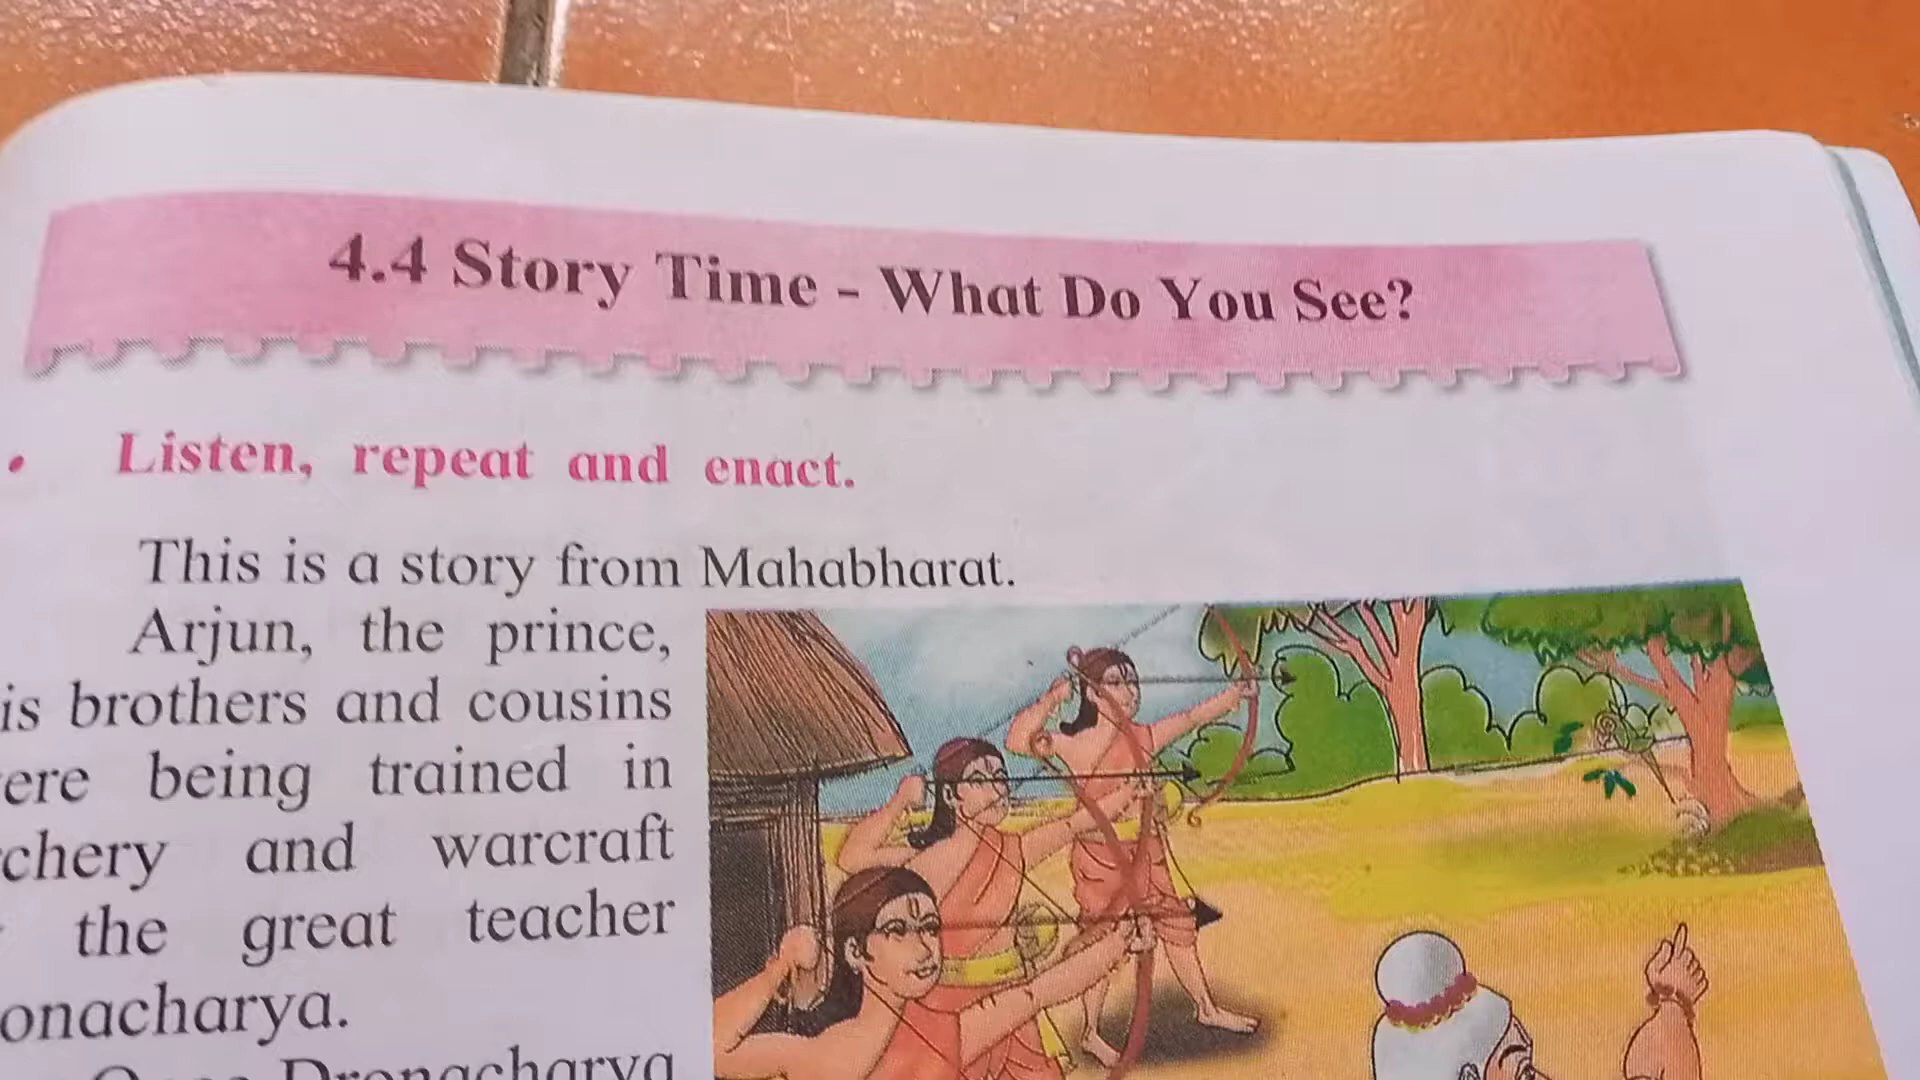 4.4 Story Time - What Do You See?
• Listen, repeat and enact.
This is a story from Mahabharat.
Arjun, the prince,
is brothers and cousins
ere being trained in
chery and warcraft
the great teacher
onacharya.
Dronacharya